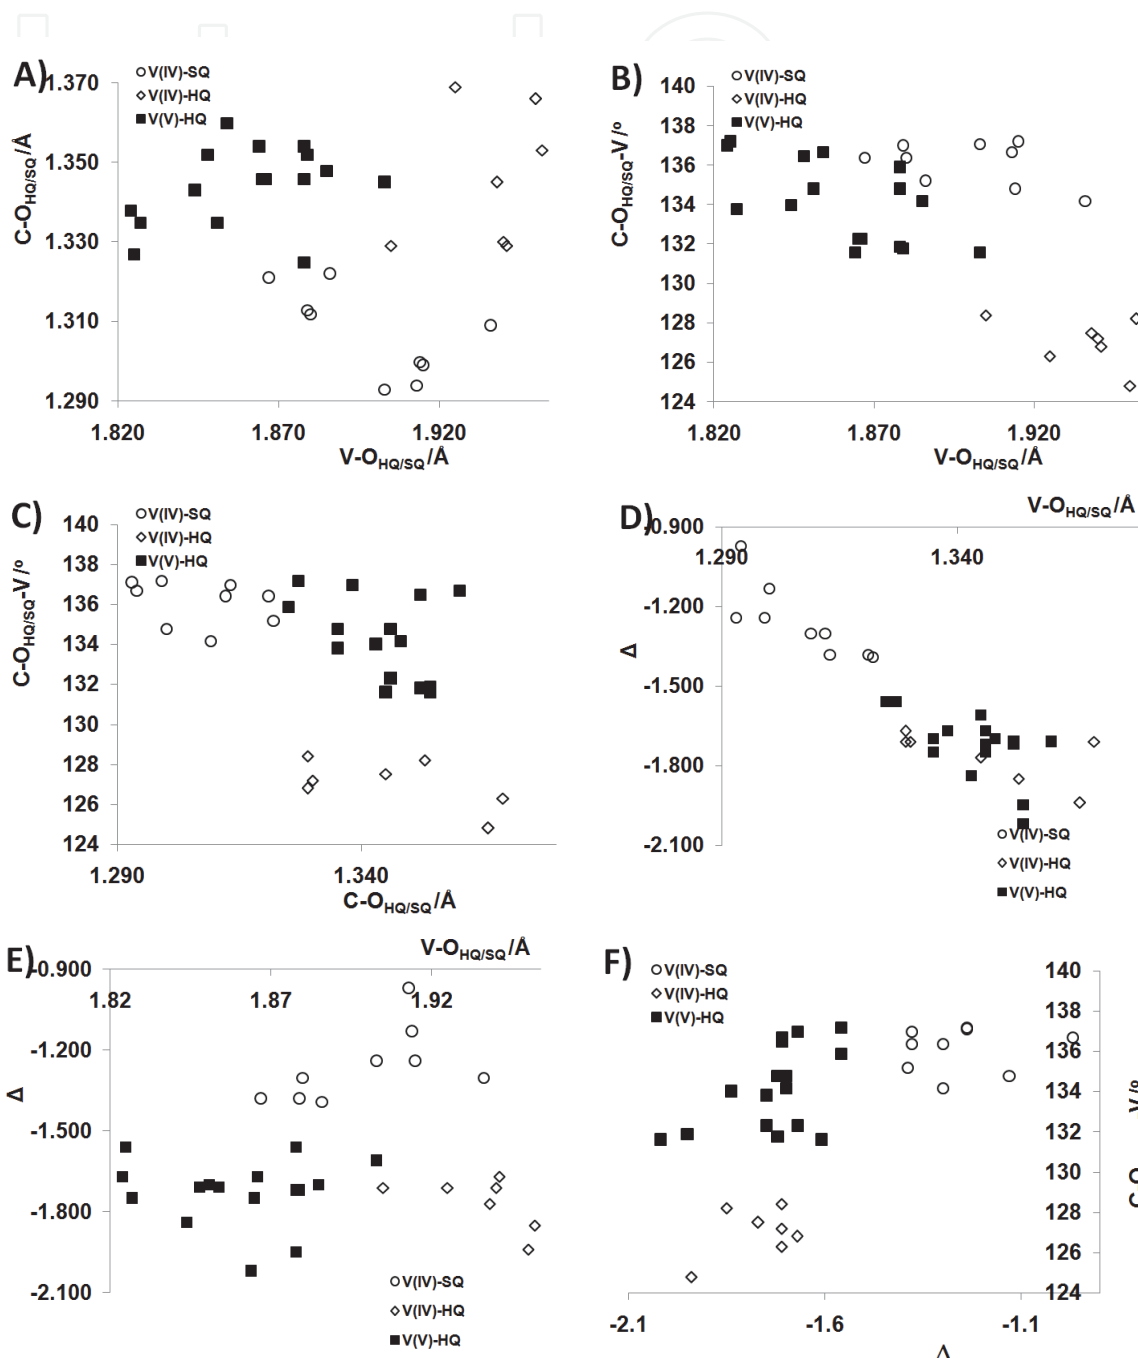 A)
V(IV)-SQ
V(IV)-HQ
V(V)-HQ
1.370
1.350
1.330
1.310
1.290
C-OHQ/SQ/Å
1.820 1.870 1.920
V-OHQ/SQ/Å
B)
V(IV)-SQ
V(IV)-HQ
V(V)-HQ
140
138
136
134
132
130
128
126
124
C-OHQ/SQ-V/º
1.820 1.870 1.920
V-OHQ/SQ/Å
C)
V(IV)-SQ
V(IV)-HQ
V(V)-HQ
140
138
136
134
132
130
128
126
124
C-OHQ/SQ-V/º
1.290 1.340
C-OHQ/SQ/Å
D)
V-OHQ/SQ/Å
-0.900
1.290 1.340
-1.200
-1.500
-1.800
-2.100
Δ
V(IV)-SQ
V(IV)-HQ
V(V)-HQ
E)
V-OHQ/SQ/Å
-0.900
1.82 1.87 1.92
-1.200
-1.500
-1.800
-2.100
Δ
V(IV)-SQ
V(IV)-HQ
V(V)-HQ
F)
V(IV)-SQ
V(IV)-HQ
V(V)-HQ
140
138
136
134
132
130
128
126
124
-2.1 -1.6 -1.1
Δ